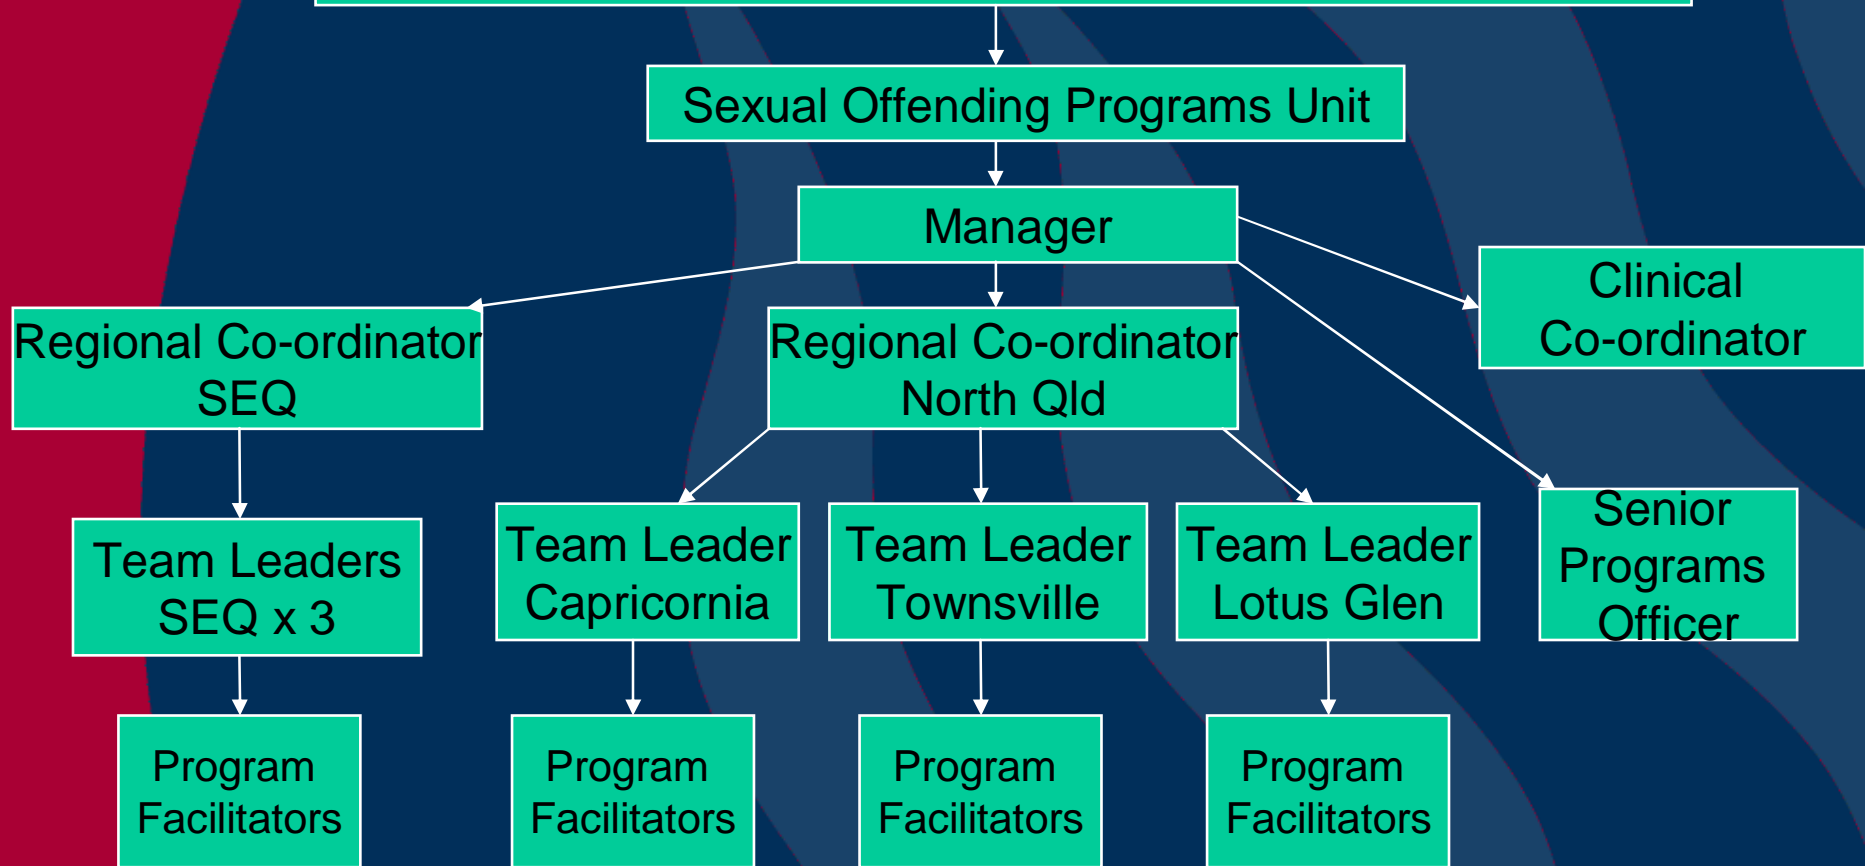 Sexual Offending Programs Unit
Manager
Clinical
Co-ordinator
Regional Co-ordinator
SEQ
Regional Co-ordinator
North Qld
Team Leaders
SEQ x 3
Team Leader
Capricornia
Team Leader
Townsville
Team Leader
Lotus Glen
Senior
Programs
Officer
Program
Facilitators
Program
Facilitators
Program
Facilitators
Program
Facilitators